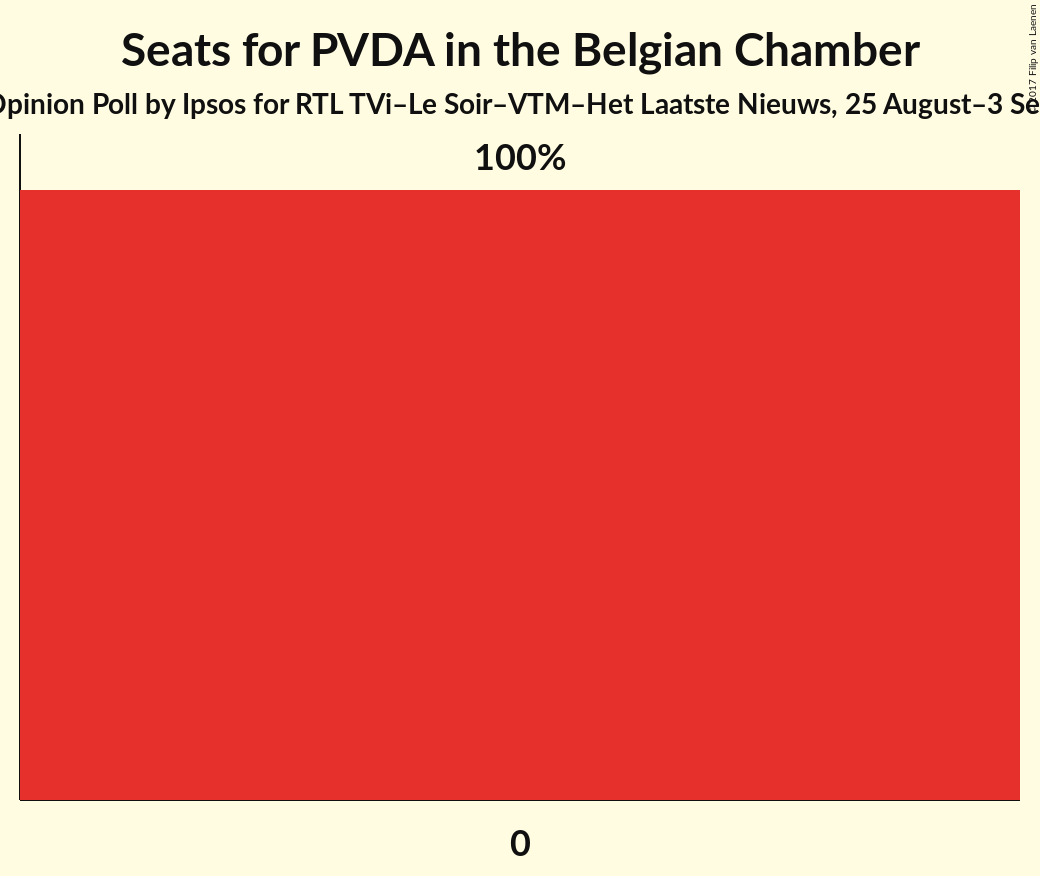 Seats for PVDA in the Belgian Chamber
Opinion Poll by Ipsos for RTL TVi–Le Soir–VTM–Het Laatste Nieuws, 25 August–3 Se
100%
0
2017 Filip van Laenen